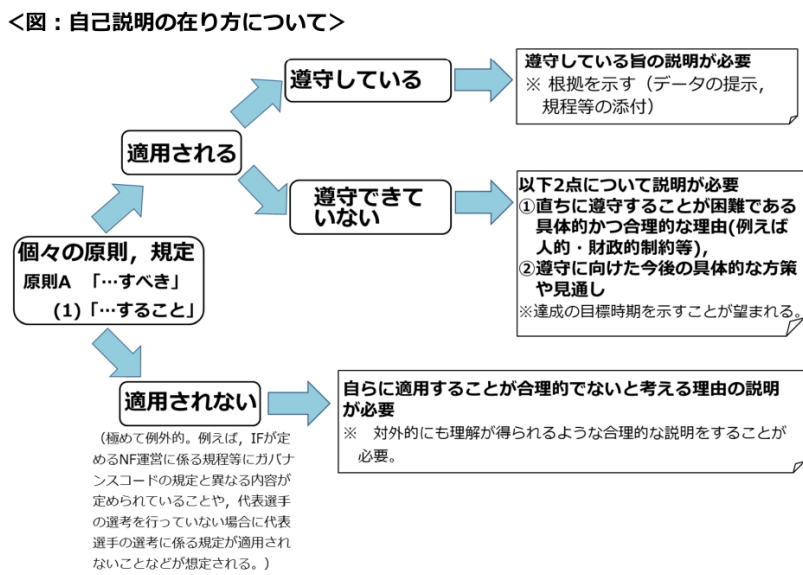 ＜図：自己説明の在り方について＞
遵守している
遵守している旨の説明が必要
※ 根拠を示す（データの提示，
規程等の添付）
適用される
遵守できて
いない
以下2点について説明が必要
①直ちに遵守することが困難である
具体的かつ合理的な理由(例えば
人的・財政的制約等),
②遵守に向けた今後の具体的な方策
や見通し
※達成の目標時期を示すことが望まれる。
個々の原則，規定
原則A 「…すべき」
(1)「…すること」
適用されない
（極めて例外的。例えば，IFが定
めるNF運営に係る規程等にガバナ
ンスコードの規定と異なる内容が
定められていることや，代表選手
の選考を行っていない場合に代表
選手の選考に係る規定が適用され
ないことなどが想定される。）
自らに適用することが合理的でないと考える理由の説明
が必要
※ 対外的にも理解が得られるような合理的な説明をすることが
必要。